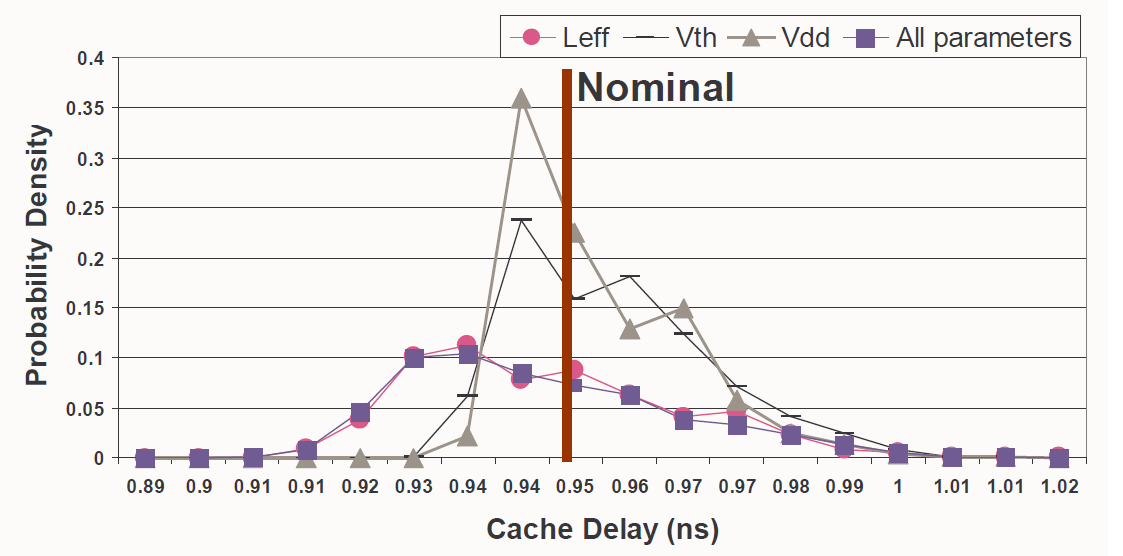 Leff Vth Vdd All parameters
Nominal
Probability Density
0.4
0.35
0.3
0.25
0.2
0.15
0.1
0.05
0
0.89 0.9 0.91 0.91 0.92 0.93 0.94 0.94 0.95 0.96 0.97 0.97 0.98 0.99 1 1.01 1.01 1.02
Cache Delay (ns)